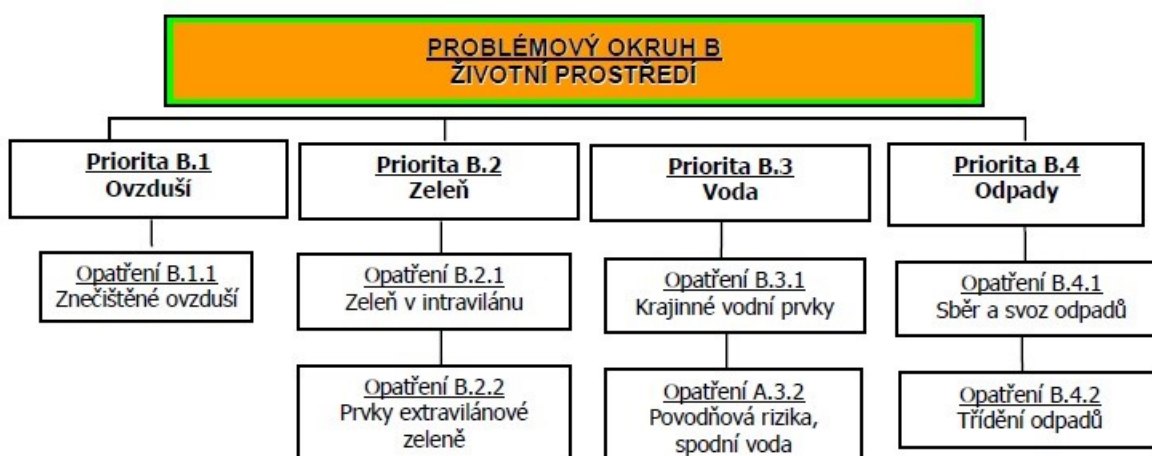 PROBLÉMOVÝ OKRUH B
ŽIVOTNÍ PROSTŘEDÍ
Priorita B.1
Ovzduší
Priorita B.2
Zeleň
Priorita B.3
Voda
Priorita B.4
Odpady
Opatření B.1.1
Znečištěné ovzduší
Opatření B.2.1
Zeleň v intravilánu
Opatření B.3.1
Krajinné vodní prvky
Opatření B.4.1
Sběr a svoz odpadů
Opatření B.2.2
Prvky extravilánové
zeleně
Opatření A.3.2
Povodňová rizika,
spodní voda
Opatření B.4.2
Třídění odpadů